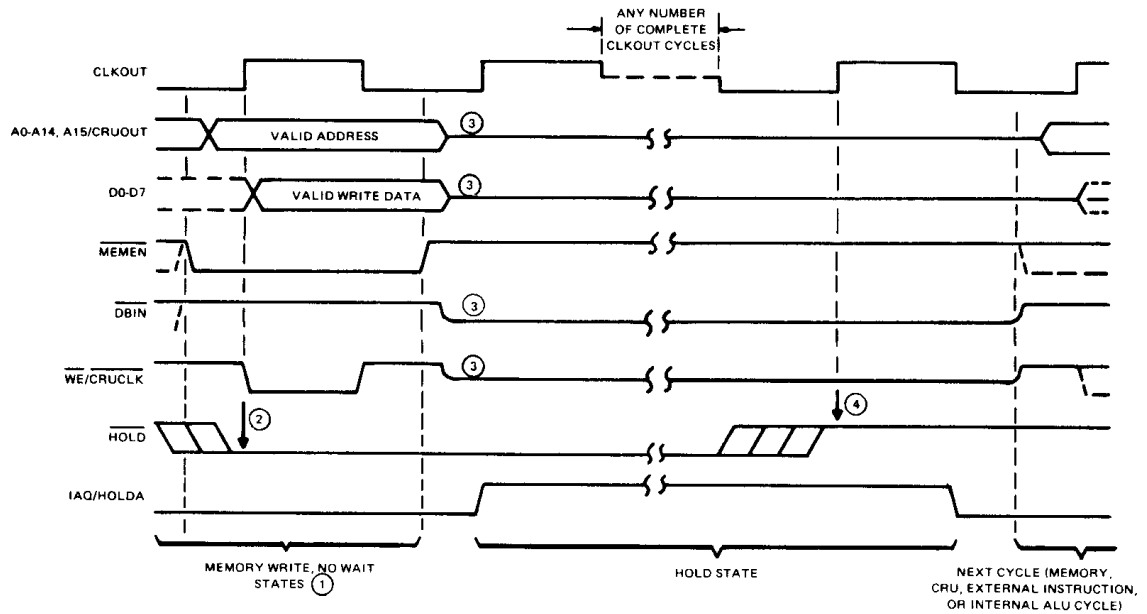 ANY NUMBER
OF COMPLETE
CLKOUT CYCLES
CLKOUT
A0-A14, A15/CRUOUT
VALID ADDRESS
3
D0-D7
VALID WRITE DATA
3
MEMEN
DBIN
3
WE/CRUCLK
3
2
4
HOLD
IAQ/HOLDA
MEMORY WRITE, NO WAIT
STATES 1
HOLD STATE
NEXT CYCLE (MEMORY,
CRU, EXTERNAL INSTRUCTION,
OR INTERNAL ALU CYCLE)